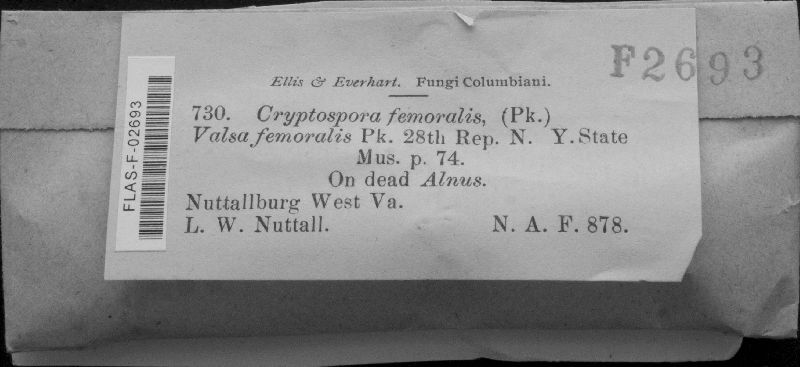 F2693
Ellis & Everhart. Fungi Columbiani.
730. Cryptospora femoralis, (Pk.)
Valsa femoralis Pk. 28th Rep. N. Y. State
Mus. p. 74.
On dead Alnus.
Nuttallburg West Va.
L. W. Nuttall. N. A. F. 878.
FLAS-F-02693